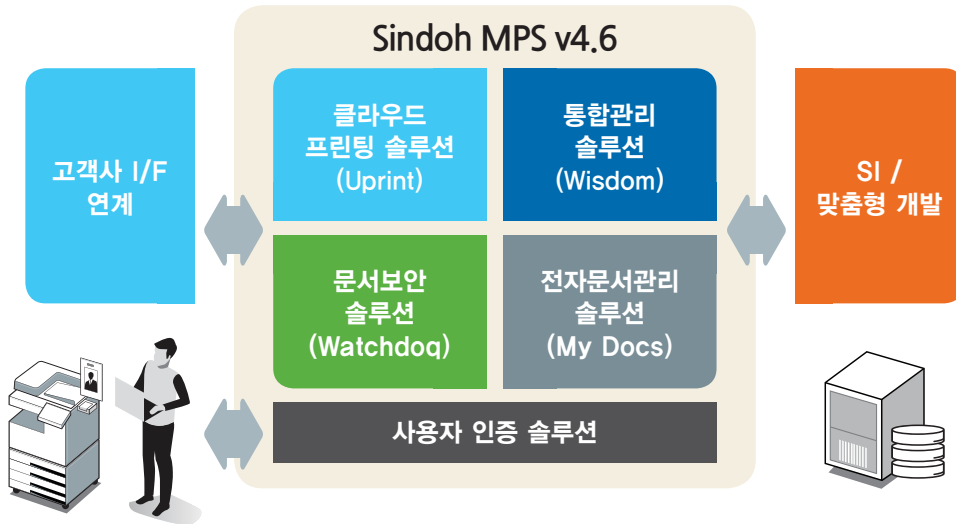 Sindoh MPS v4.6
고객사 I/F
연계
클라우드
프린팅 솔루션
(Uprint)
통합관리
솔루션
(Wisdom)
SI /
맞춤형 개발
문서보안
솔루션
(Watchdoq)
전자문서관리
솔루션
(My Docs)
사용자 인증 솔루션